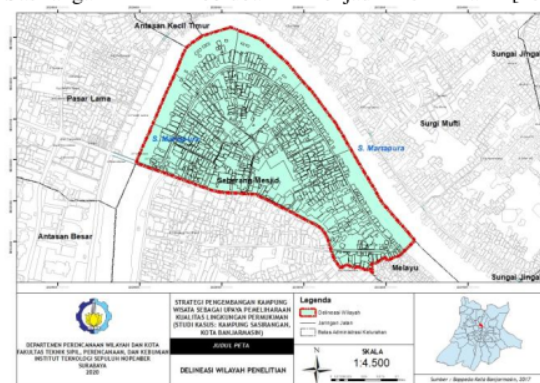 Antasan Kecil Timur
Sungai Jingah
Pasar Lama
Surgi Mufti
S. Martapura
S. Martapura
Seberang Mesjid
Antasan Besar
Melayu
Sungai Jingah
STRATEGI PENGEMBANGAN KAMPUNG
WISATA SEBAGAI UPAYA PEMELIHARAAN
KUALITAS LINGKUNGAN PERMUKIMAN
(STUDI KASUS: KAMPUNG SASIRANGAN,
KOTA BANJARMASIN)
JUDUL PETA
DELINEASI WILAYAH PENELITIAN
Legenda
Delineasi Wilayah
Jaringan Jalan
Batas Administrasi Kelurahan
SKALA
1:4.500
DEPARTEMEN PERENCANAAN WILAYAH DAN KOTA
FAKULTAS TEKNIK SIPIL, PERENCANAAN, DAN KEBUMIAN
INSTITUT TEKNOLOGI SEPULUH NOPEMBER
SURABAYA
2020
Sumber : Bappeda Kota Banjarmasin, 2017